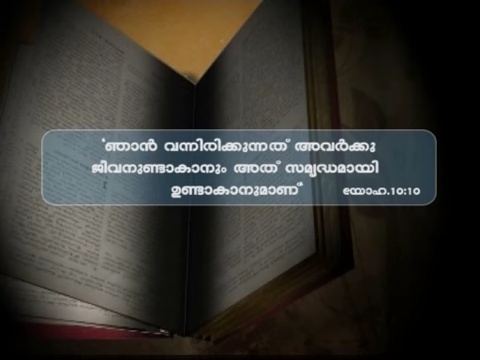 'ഞാൻ വന്നിരിക്കുന്നത് അവർക്കു
ജീവനുണ്ടാകാനും അത് സമൃദ്ധമായി
ഉണ്ടാകാനുമാണ്' യോഹ.10:10